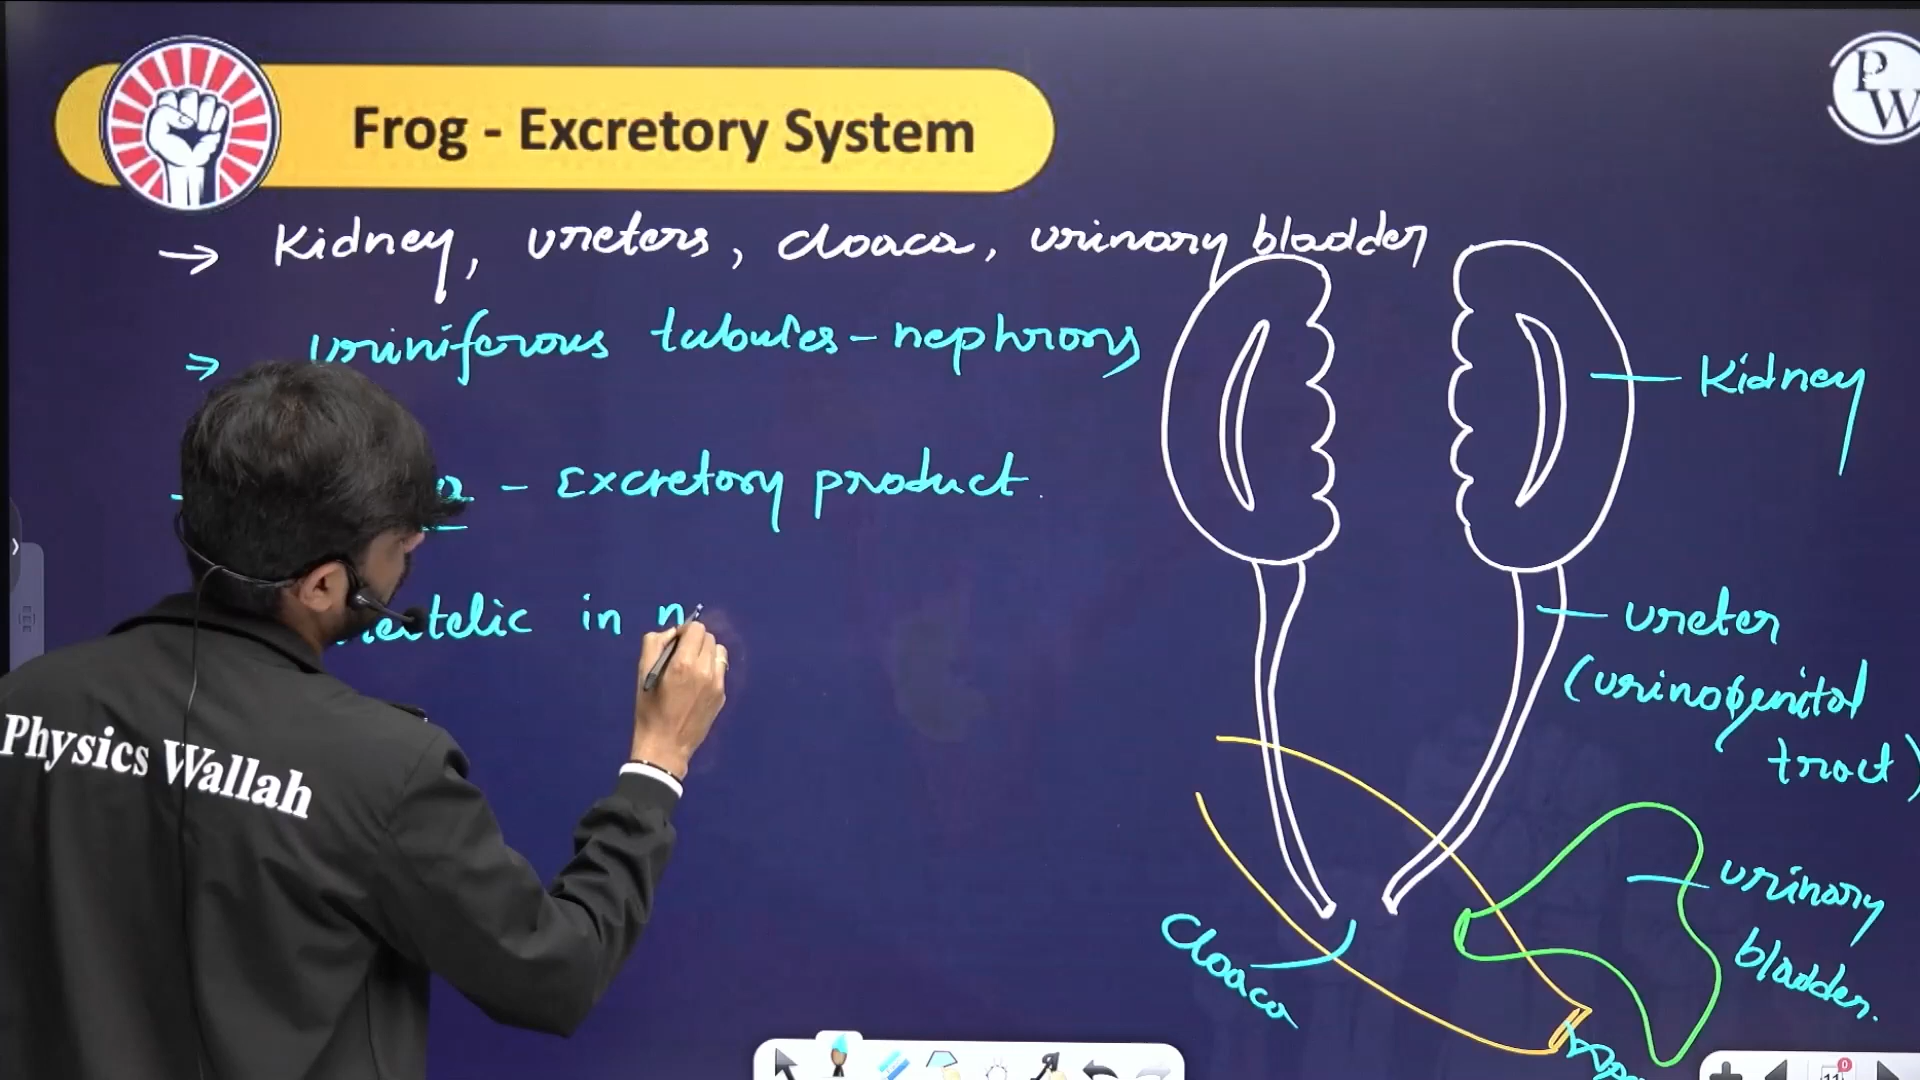 Frog - Excretory System
PW
→ Kidney, ureters, cloaca, urinary bladder
→ Uriniferous tubules - nephrons
- Excretory product.
in
Kidney
ureter
(urinogenital
tract)
urinary
bladder.
Cloaca
Physics Wallah